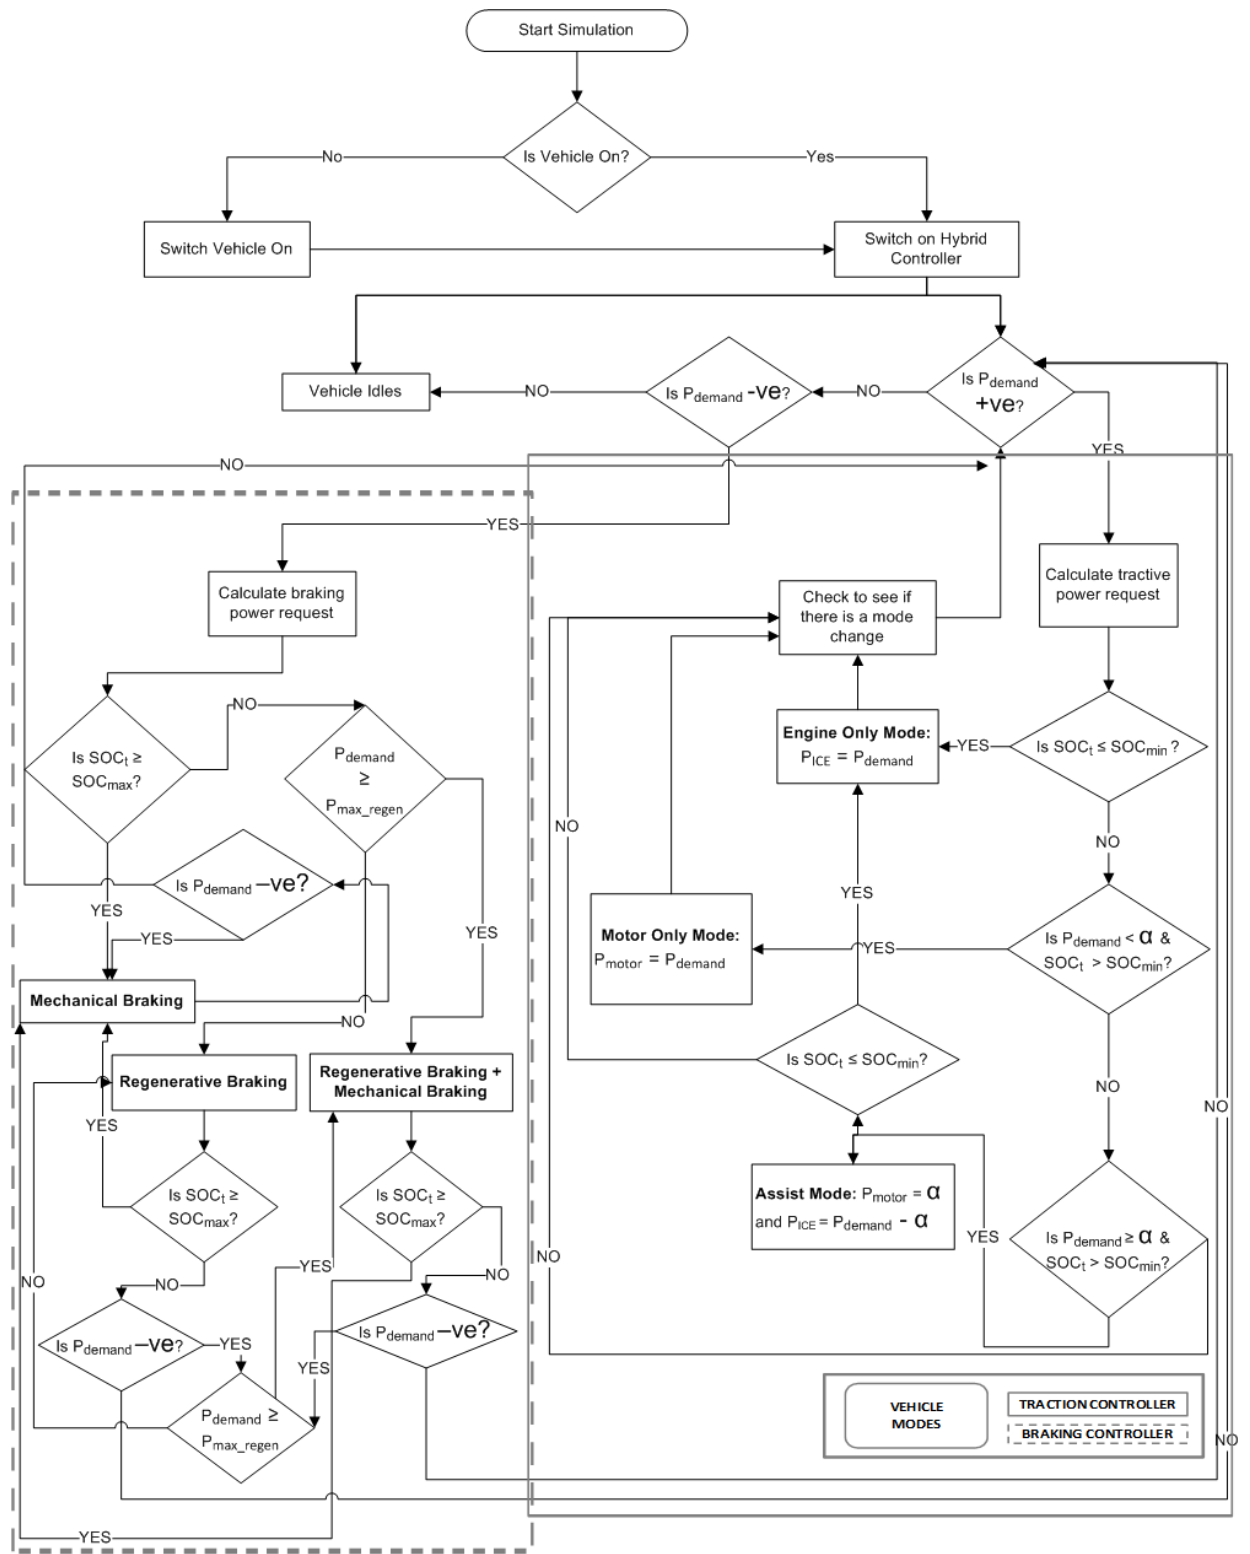 Start Simulation
Is Vehicle On?
No
Yes
Switch Vehicle On
Switch on Hybrid
Controller
Vehicle Idles
NO
Is Pdemand -ve?
NO
Is Pdemand
+ve?
YES
NO
YES
Calculate braking
power request
Calculate tractive
power request
Check to see if
there is a mode
change
NO
Is SOCt ≥
SOCmax?
Pdemand
≥
Pmax_regen
Engine Only Mode:
PICE = Pdemand
YES
Is SOCt ≤ SOCmin ?
NO
NO
Is Pdemand –ve?
YES
YES
YES
YES
Motor Only Mode:
Pmotor = Pdemand
YES
Is Pdemand < α &
SOCt > SOCmin?
Mechanical Braking
NO
Is SOCt ≤ SOCmin?
Regenerative Braking
Regenerative Braking +
Mechanical Braking
NO
NO
YES
Is SOCt ≥
SOCmax?
Is SOCt ≥
SOCmax?
Assist Mode: Pmotor = α
and PICE = Pdemand - α
YES
Is Pdemand ≥ α &
SOCt > SOCmin?
NO
NO
YES
NO
NO
Is Pdemand –ve?
YES
Is Pdemand –ve?
YES
Pdemand ≥
Pmax_regen
VEHICLE
MODES
TRACTION CONTROLLER
BRAKING CONTROLLER
NO
YES